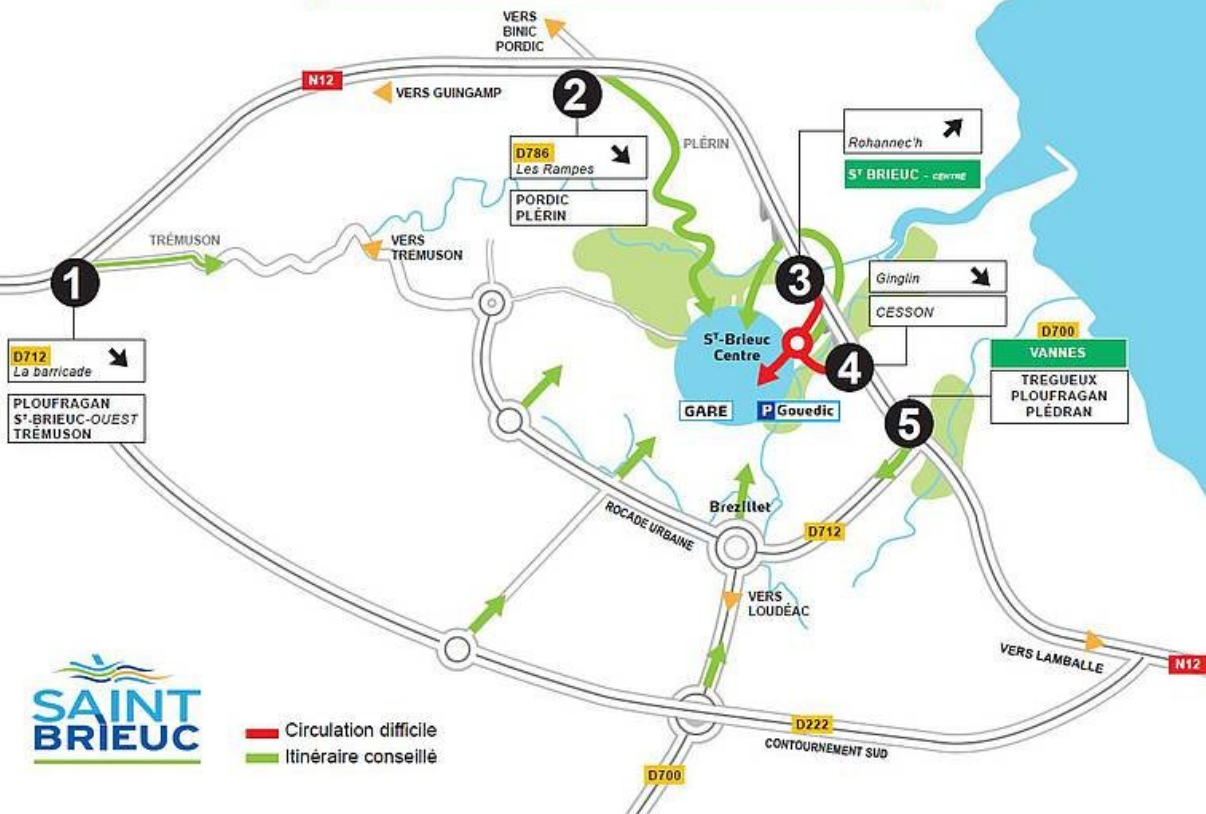 VERS
BINIC
PORDIC
N12
VERS GUINGAMP
2
D786
Les Rampes
PORDIC
PLÉRIN
PLÉRIN
Rohannec'h
Sᵀ BRIEUC - CENTRE
TRÉMUSON
VERS
TREMUSON
1
D712
La barricade
PLOUFRAGAN
Sᵀ-BRIEUC-OUEST
TRÉMUSON
3
Ginglin
CESSON
Sᵀ-Brieuc
Centre
4
D700
VANNES
TREGUEUX
PLOUFRAGAN
PLÉDRAN
GARE
P Gouedic
5
Brezillet
ROCADE URBAINE
D712
VERS
LOUDÉAC
VERS LAMBALLE
N12
D222
CONTOURNEMENT SUD
D700
SAINT
BRIEUC
Circulation difficile
Itinéraire conseillé